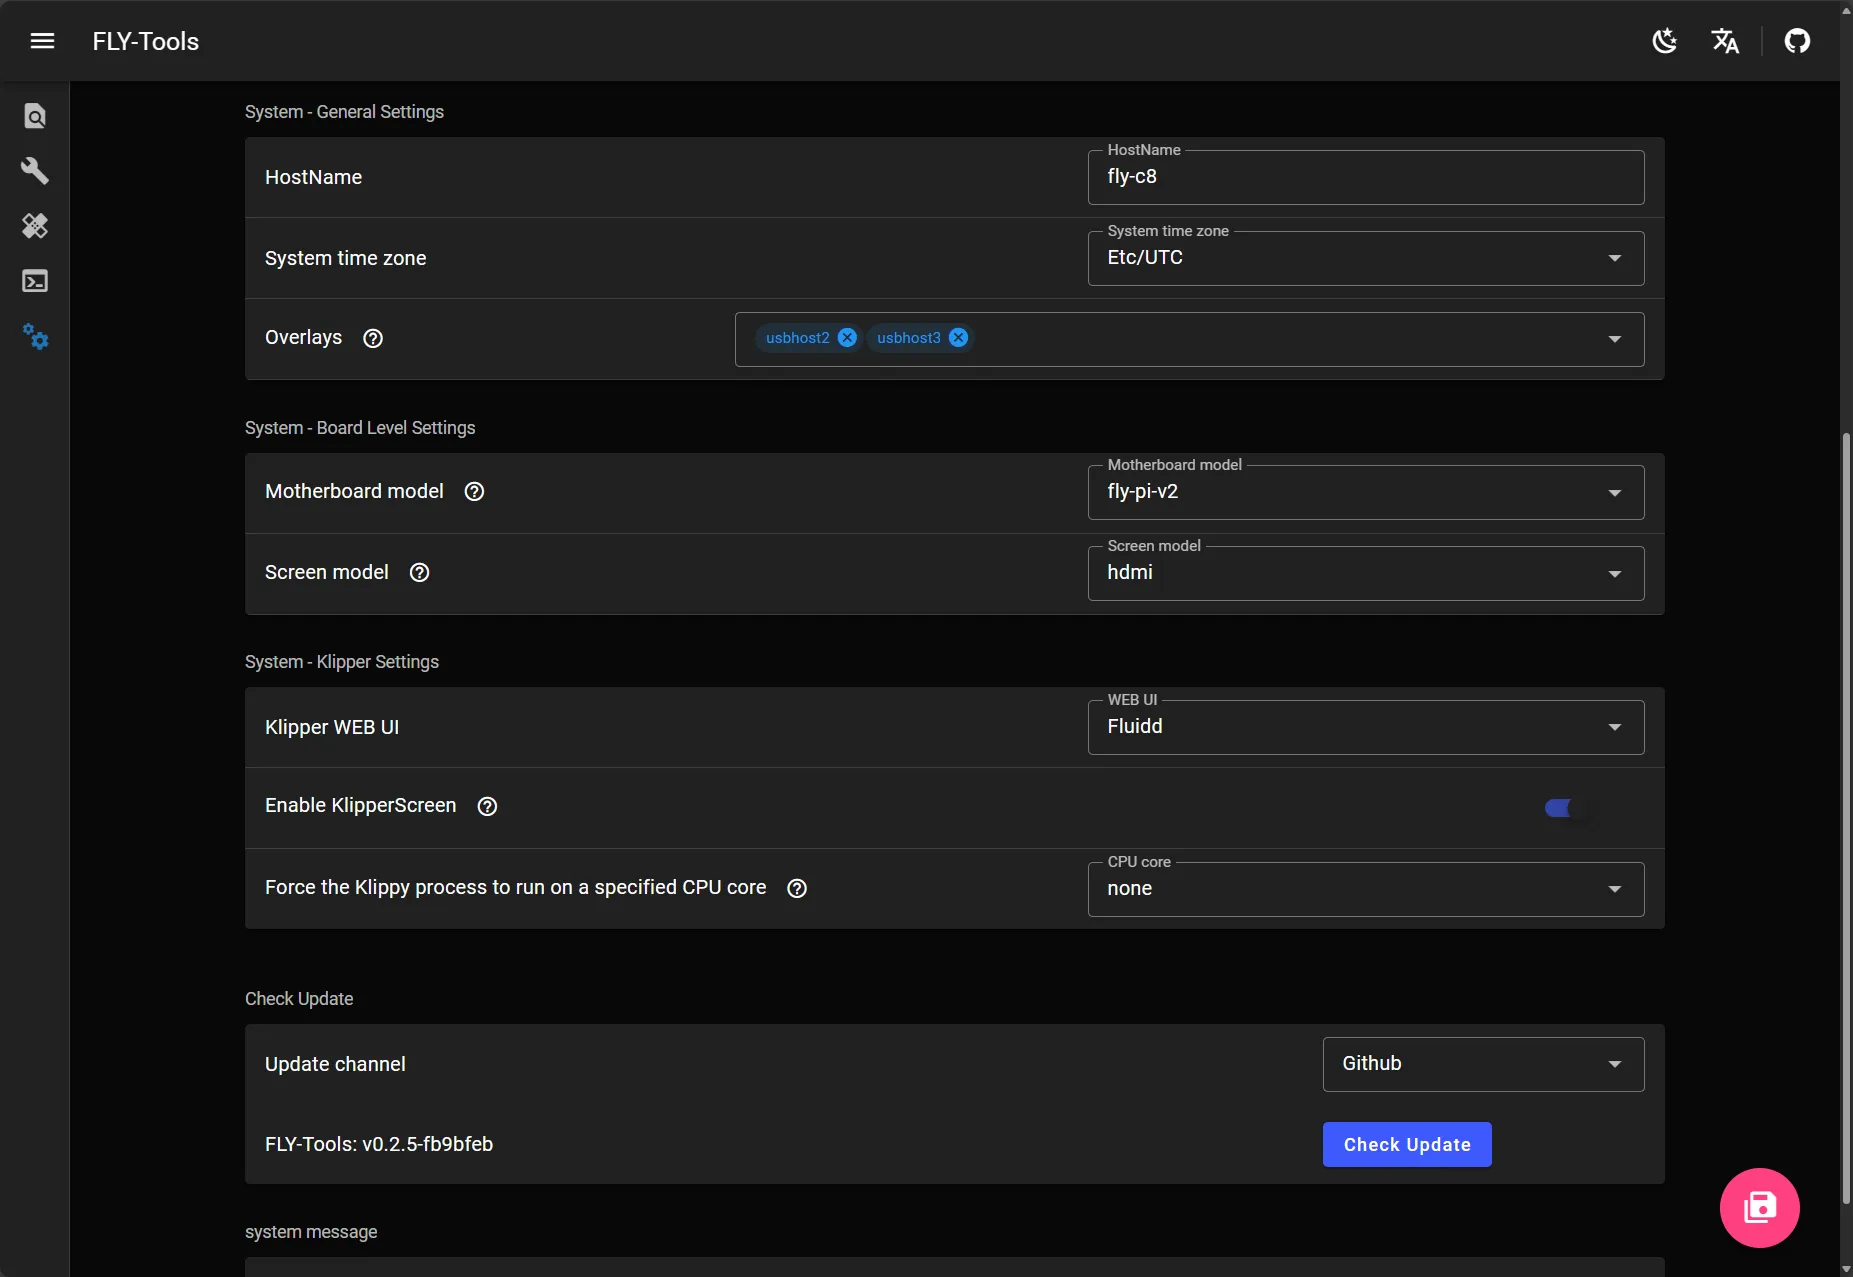 FLY-Tools
System - General Settings
HostName
HostName
fly-c8
System time zone
System time zone
Etc/UTC
Overlays
usbhost2
usbhost3
System - Board Level Settings
Motherboard model
Motherboard model
fly-pi-v2
Screen model
Screen model
hdmi
System - Klipper Settings
Klipper WEB UI
WEB UI
Fluidd
Enable KlipperScreen
Force the Klippy process to run on a specified CPU core
CPU core
none
Check Update
Update channel
Github
FLY-Tools: v0.2.5-fb9bfeb
Check Update
system message